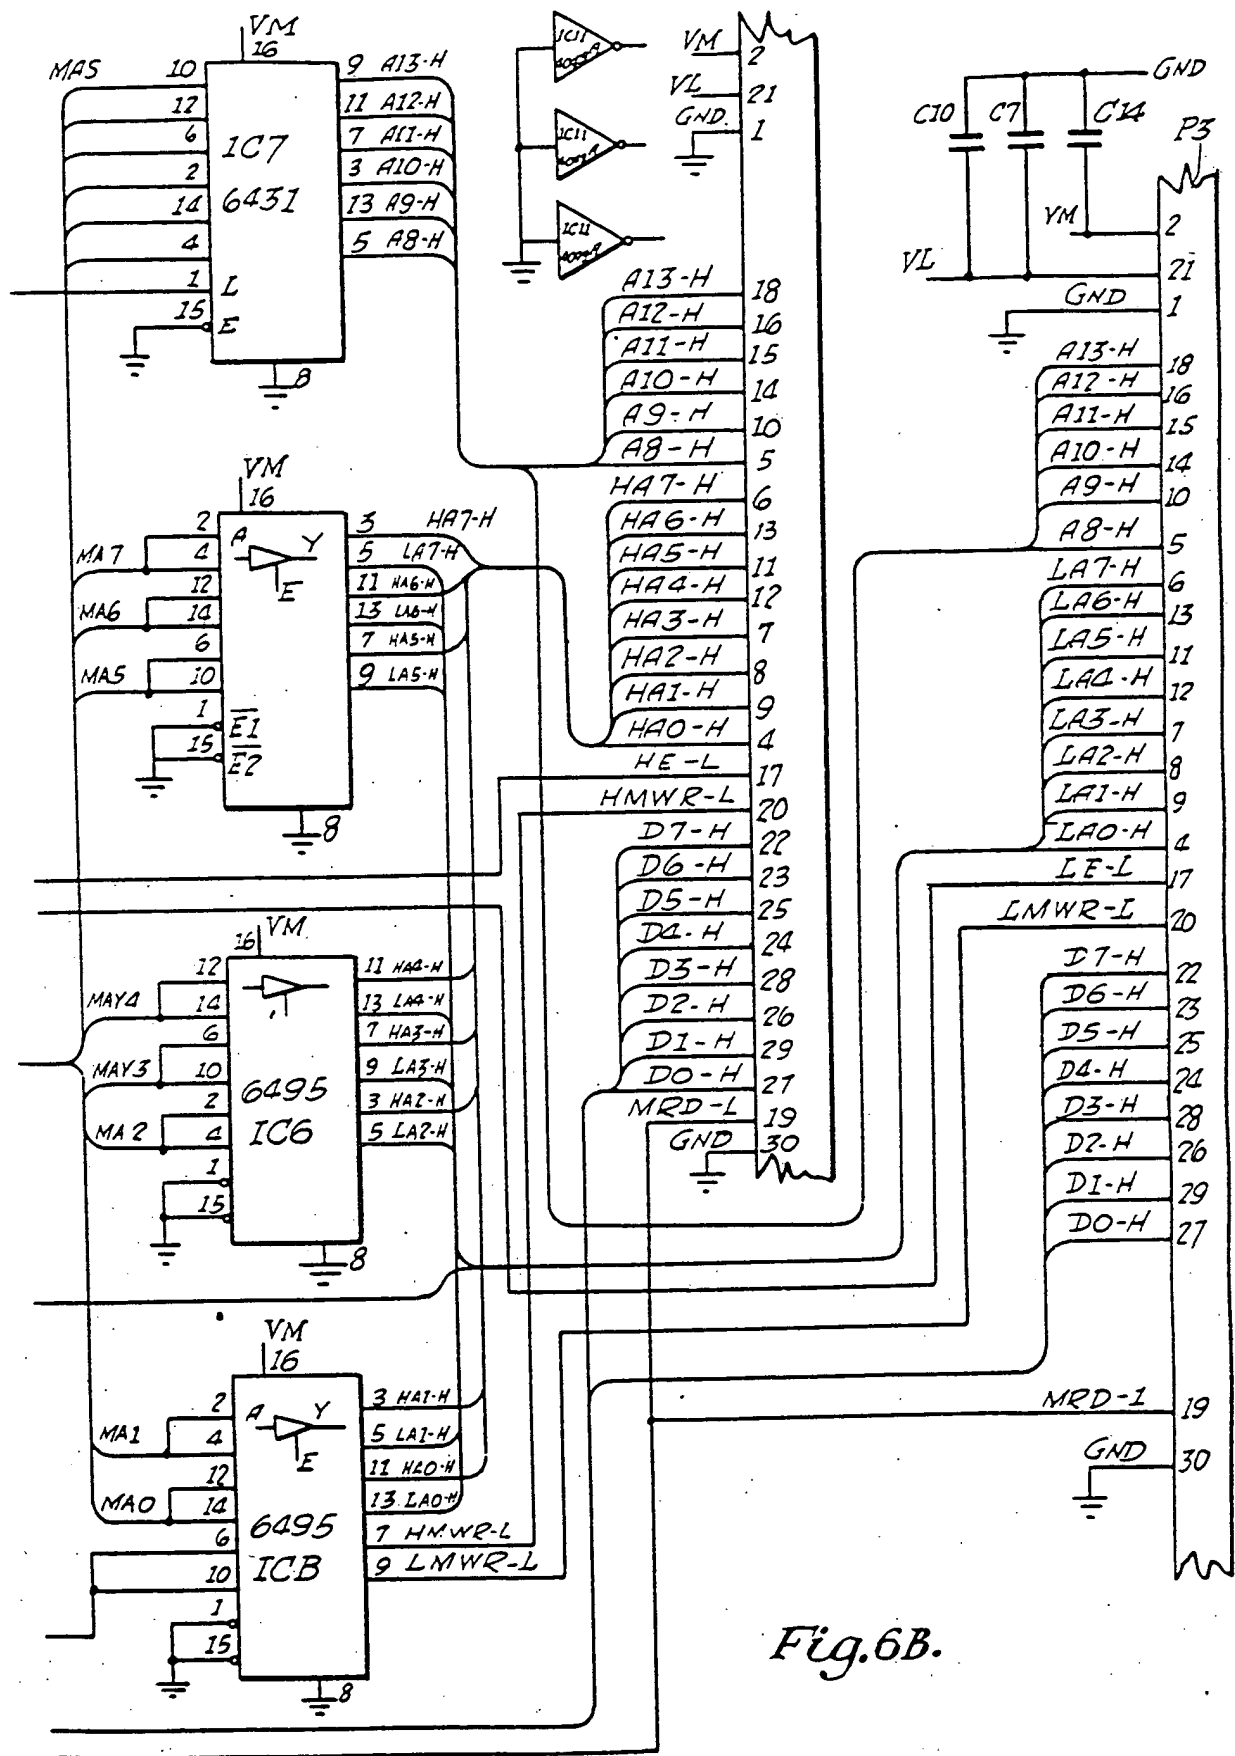 VM
16
MA5
10
12
6
2
14
4
1 L
15 E
1C7
6431
9 A13-H
11 A12-H
7 A11-H
3 A10-H
13 A9-H
5 A8-H
8
IC11
4049A
IC11
4049A
IC11
4049A
VM 2
VL 21
GND. 1
A13-H 18
A12-H 16
A11-H 15
A10-H 14
A9-H 10
A8-H 5
HA7-H 6
HA6-H 13
HA5-H 11
HA4-H 12
HA3-H 7
HA2-H 8
HA1-H 9
HA0-H 4
HE-L 17
HMWR-L 20
D7-H 22
D6-H 23
D5-H 25
D4-H 24
D3-H 28
D2-H 26
D1-H 29
D0-H 27
MRD-L 19
GND 30
GND
C10
C7
C14
P3
VM 2
VL 21
GND 1
A13-H 18
A12-H 16
A11-H 15
A10-H 14
A9-H 10
A8-H 5
LA7-H 6
LA6-H 13
LA5-H 11
LA4-H 12
LA3-H 7
LA2-H 8
LA1-H 9
LA0-H 4
LE-L 17
LMWR-L 20
D7-H 22
D6-H 23
D5-H 25
D4-H 24
D3-H 28
D2-H 26
D1-H 29
D0-H 27
MRD-1 19
GND 30
VM
16
MA7
2
4
MA6
12
14
MA5
6
10
1 E1
15 E2
A Y
E
3 HA7-H
5 LA7-H
11 HA6-H
13 LA6-H
7 HA5-H
9 LA5-H
8
VM
16
MAY4
12
14
MAY3
6
10
MA2
2
4
1
15
6495
IC6
11 HA4-H
13 LA4-H
7 HA3-H
9 LA3-H
3 HA2-H
5 LA2-H
8
VM
16
MA1
2
4
MA0
12
14
6
10
1
15
A Y
E
6495
ICB
3 HA1-H
5 LA1-H
11 HA0-H
13 LA0-H
7 HMWR-L
9 LMWR-L
8
Fig.6B.